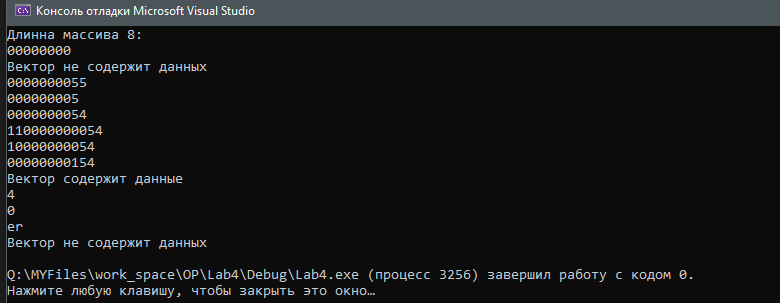 Консоль отладки Microsoft Visual Studio
Длинна массива 8:
00000000
Вектор не содержит данных
0000000055
000000005
0000000054
110000000054
10000000054
00000000154
Вектор содержит данные
4
0
er
Вектор не содержит данных
Q:\MYFiles\work_space\OP\Lab4\Debug\Lab4.exe (процесс 3256) завершил работу с кодом 0.
Нажмите любую клавишу, чтобы закрыть это окно…